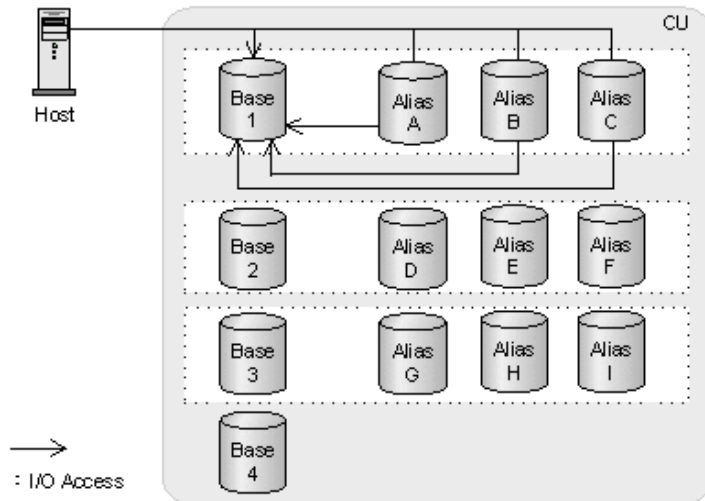 CU
Host
Base
1
Alias
A
Alias
B
Alias
C
Base
2
Alias
D
Alias
E
Alias
F
Base
3
Alias
G
Alias
H
Alias
I
Base
4
: I/O Access